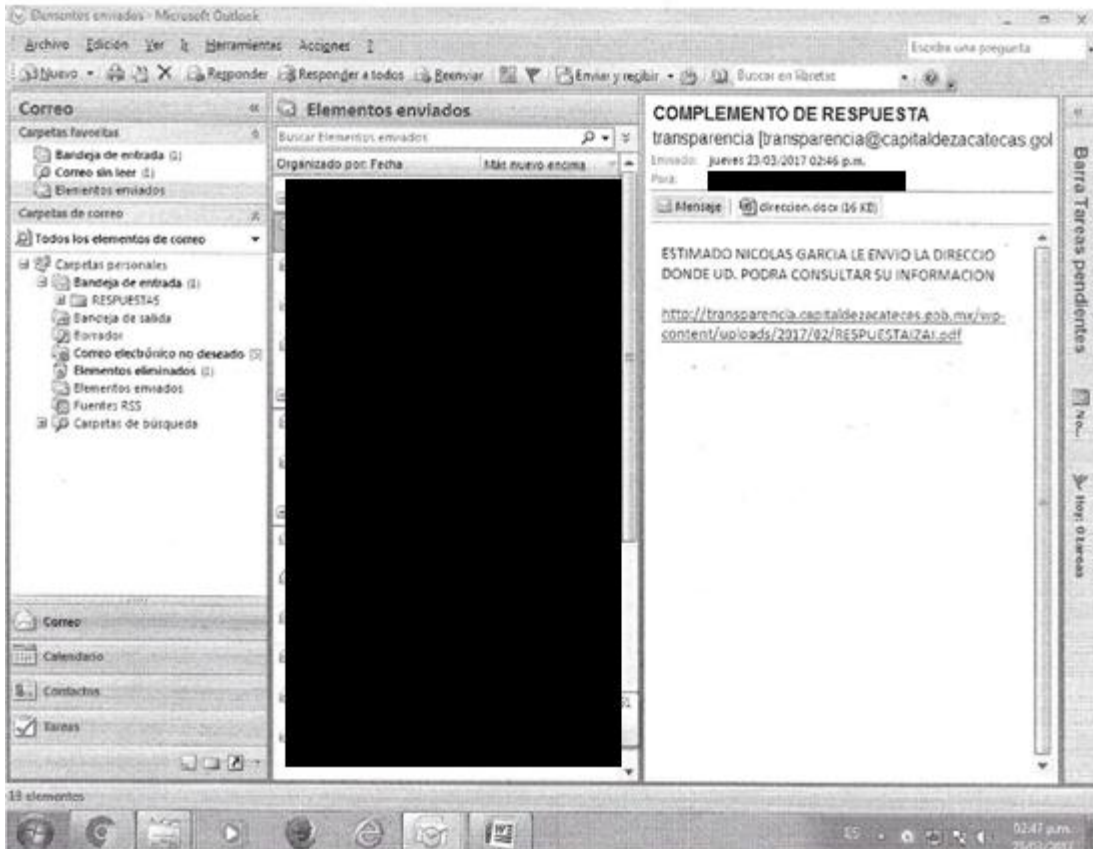 Elementos enviados - Microsoft Outlook
Archivo Edición Ver Ir Herramientas Acciones ?
Escriba una pregunta
Nuevo Responder Responder a todos Reenviar Enviar y recibir Buscar en libretas
Correo
Carpetas favoritas
Bandeja de entrada (1)
Correo sin leer (1)
Elementos enviados
Carpetas de correo
Todos los elementos de correo
Carpetas personales
Bandeja de entrada (1)
RESPUESTAS
Bandeja de salida
Borrador
Correo electrónico no deseado [5]
Elementos eliminados (1)
Elementos enviados
Fuentes RSS
Carpetas de búsqueda
Correo
Calendario
Contactos
Tareas
Elementos enviados
Buscar Elementos enviados
Organizado por: Fecha Más nuevo encima
COMPLEMENTO DE RESPUESTA
transparencia [transparencia@capitaldezacatecas.gol
Enviado: jueves 23/03/2017 02:46 p.m.
Para:
Mensaje direccion.docx (16 KB)
ESTIMADO NICOLAS GARCIA LE ENVIO LA DIRECCIO
DONDE UD. PODRA CONSULTAR SU INFORMACION
http://transparencia.capitaldezacatecas.gob.mx/wp-
content/uploads/2017/02/RESPUESTAIZAI.pdf
Barra Tareas pendientes
No...
Hoy: 0 tareas
13 elementos
ES
02:47 p.m.